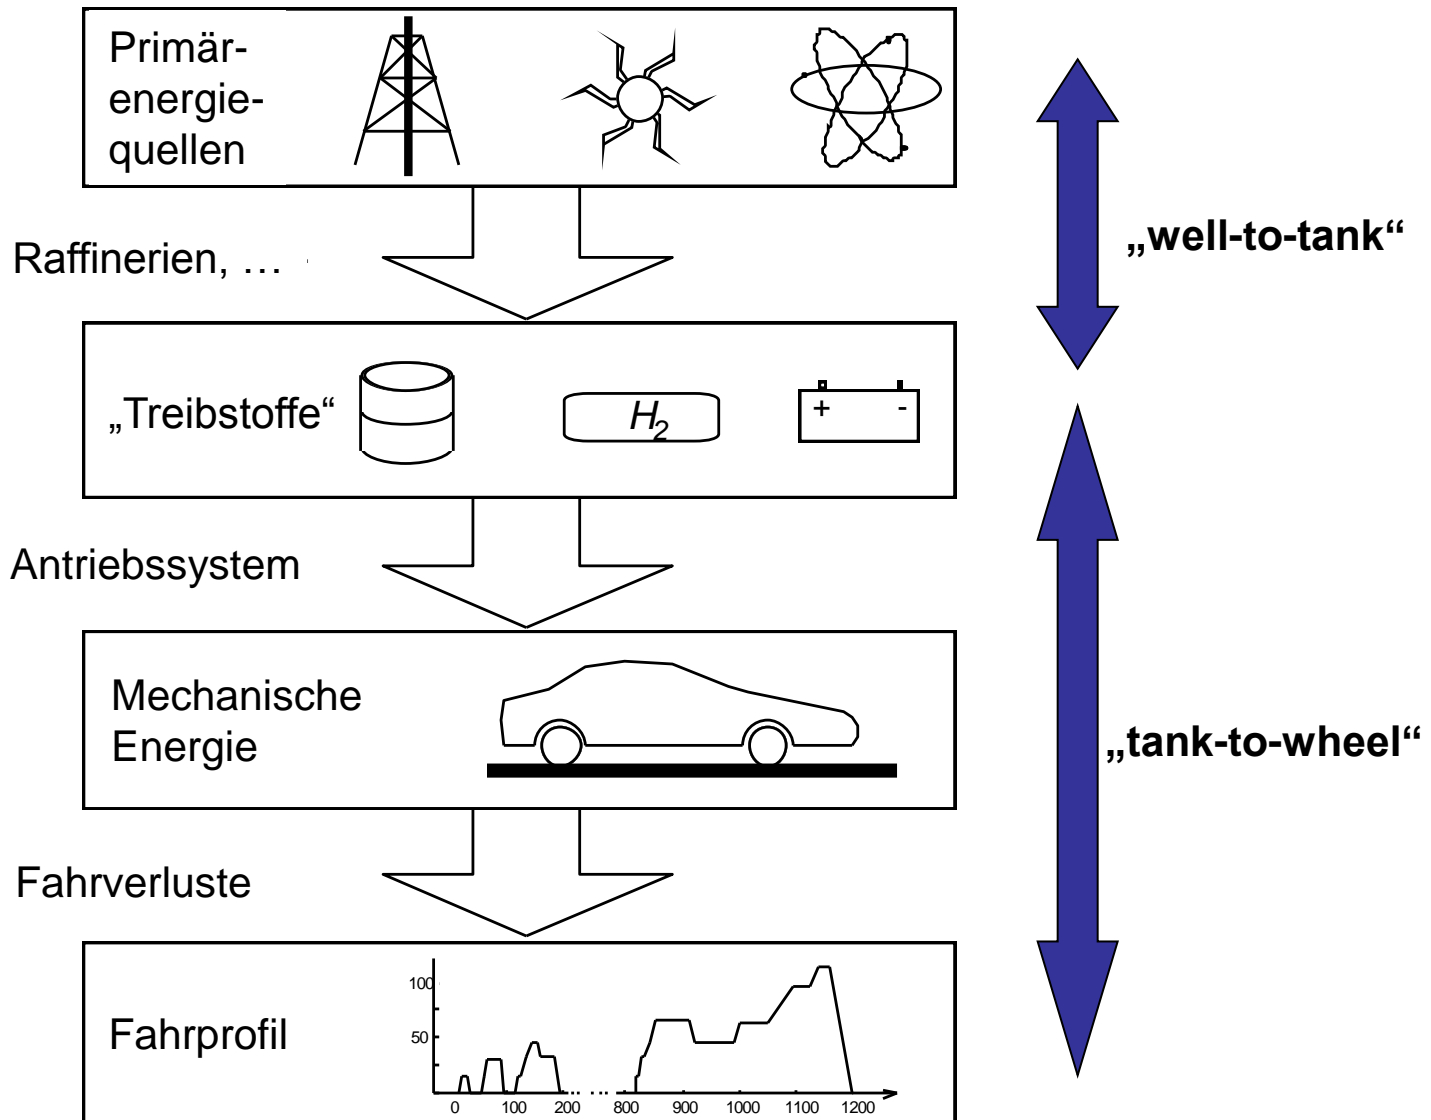 Primär-
energie-
quellen
„well-to-tank“
Raffinerien, …
„Treibstoffe“
H2
+ -
Antriebssystem
Mechanische
Energie
„tank-to-wheel“
Fahrverluste
Fahrprofil
100
50
0 100 200 800 900 1000 1100 1200